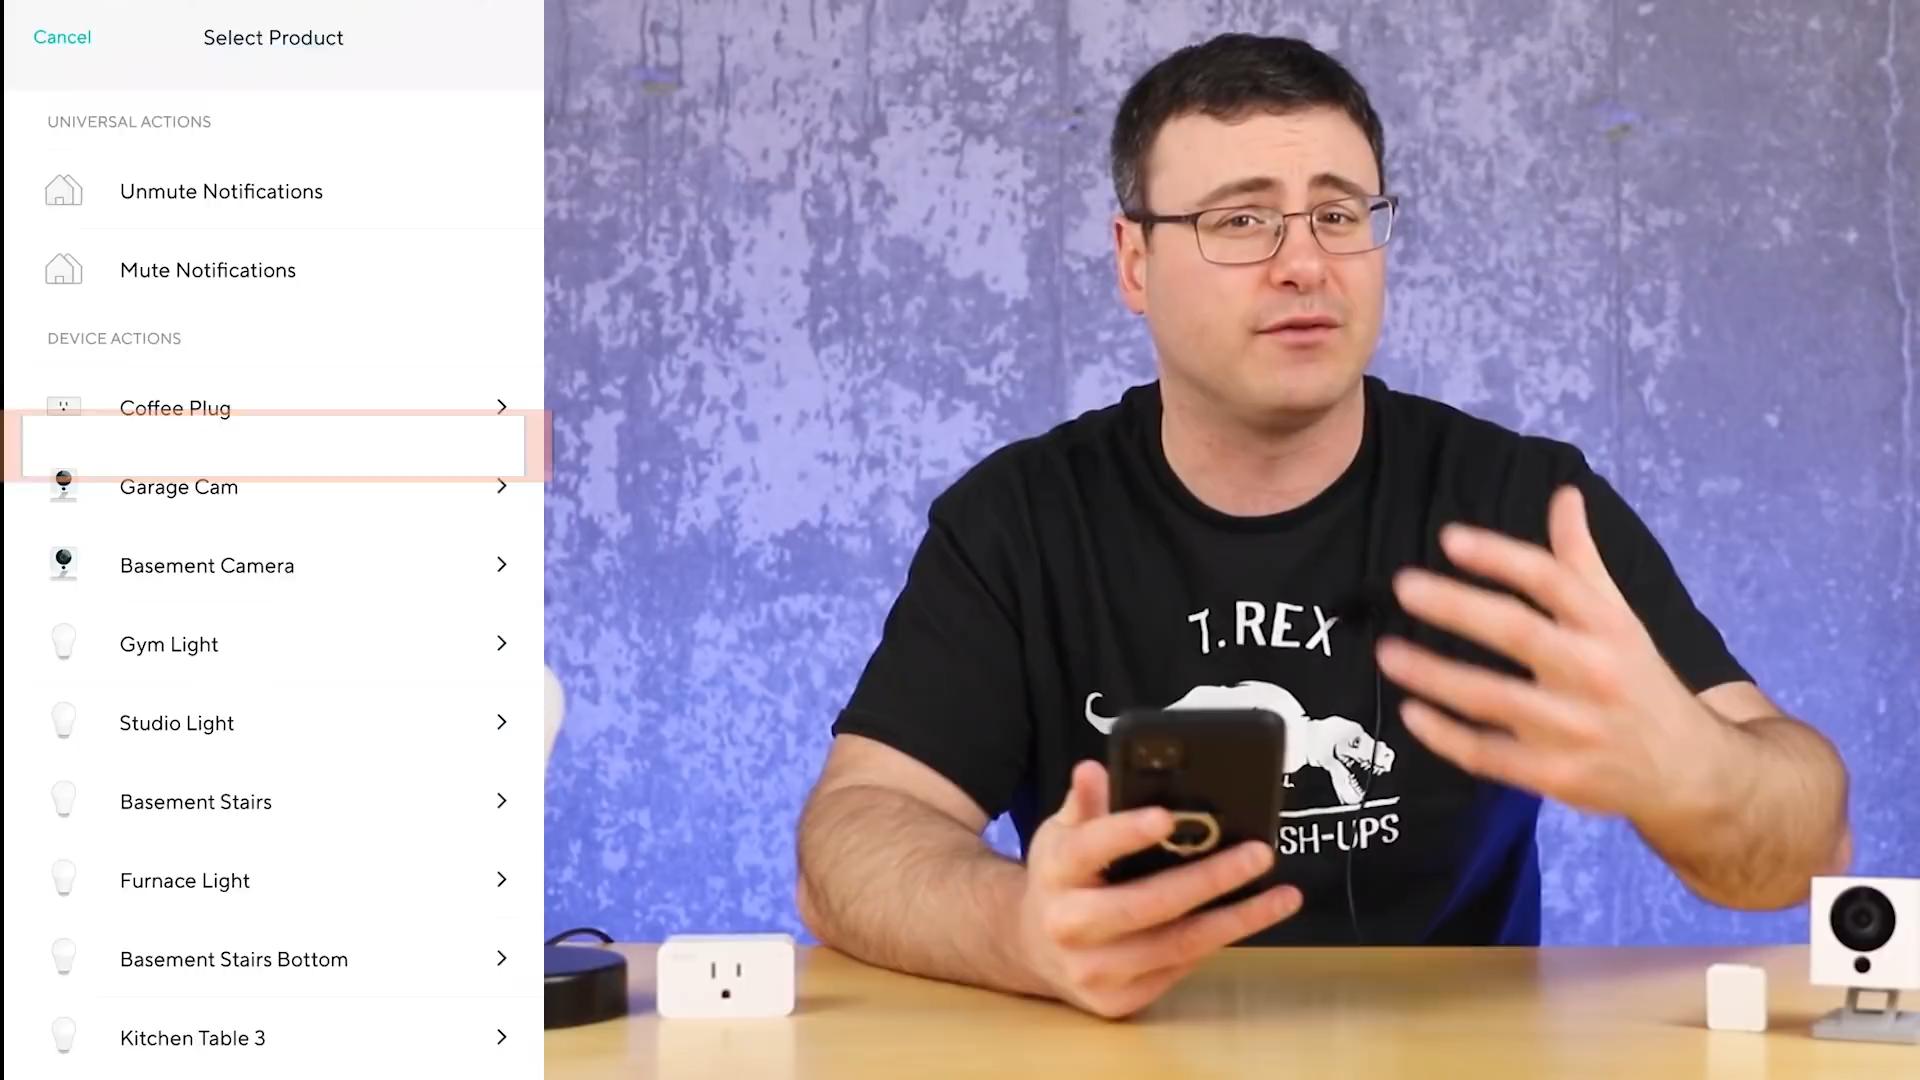 Cancel
Select Product
UNIVERSAL ACTIONS
Unmute Notifications
Mute Notifications
DEVICE ACTIONS
Coffee Plug
Garage Cam
Basement Camera
Gym Light
Studio Light
Basement Stairs
Furnace Light
Basement Stairs Bottom
Kitchen Table 3
T.REX
SH-UPS